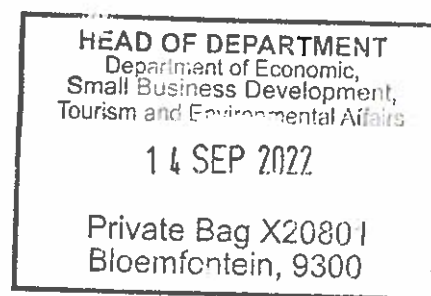 HEAD OF DEPARTMENT
Department of Economic,
Small Business Development,
Tourism and Environmental Affairs
14 SEP 2022
Private Bag X20801
Bloemfontein, 9300